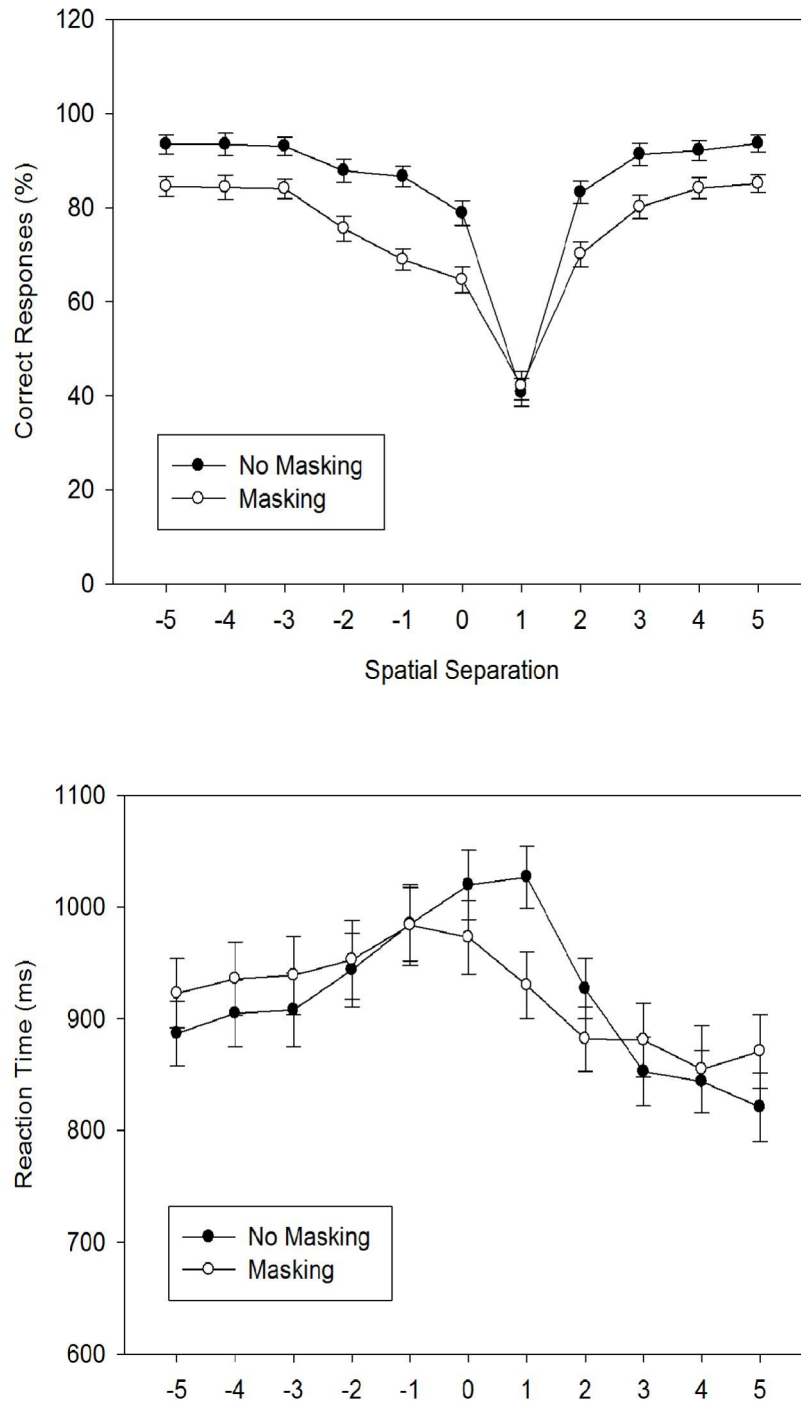 120
100
80
60
40
20
0
Correct Responses (%)
No Masking
Masking
-5 -4 -3 -2 -1 0 1 2 3 4 5
Spatial Separation
1100
1000
900
800
700
600
Reaction Time (ms)
No Masking
Masking
-5 -4 -3 -2 -1 0 1 2 3 4 5